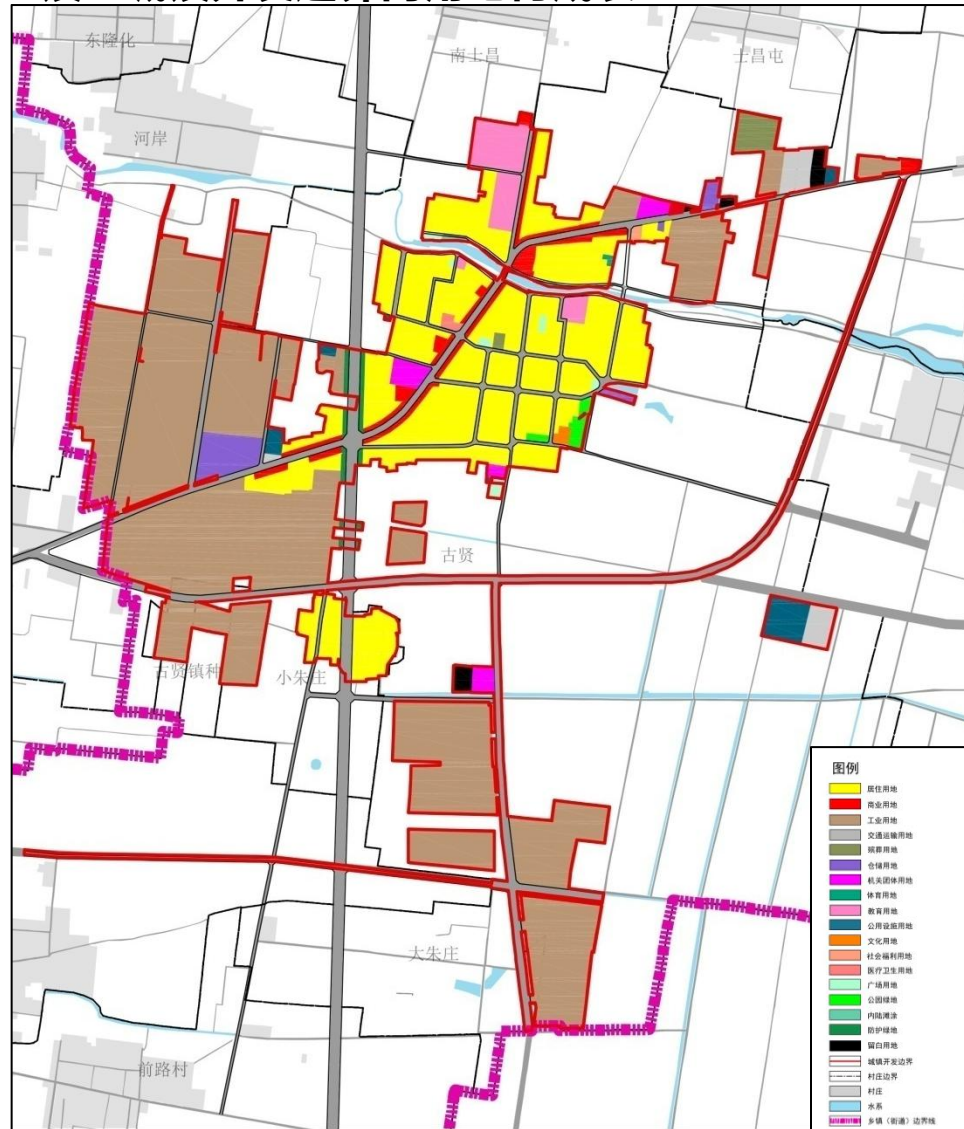 东隆化
南士昌
士昌屯
河岸
古贤
古贤镇种
小朱庄
大朱庄
前路村
图例
居住用地
商业用地
工业用地
交通运输用地
殡葬用地
仓储用地
机关团体用地
体育用地
教育用地
公用设施用地
文化用地
社会福利用地
医疗卫生用地
广场用地
公园绿地
内陆滩涂
防护绿地
留白用地
城镇开发边界
村庄边界
村庄
水系
乡镇（街道）边界线